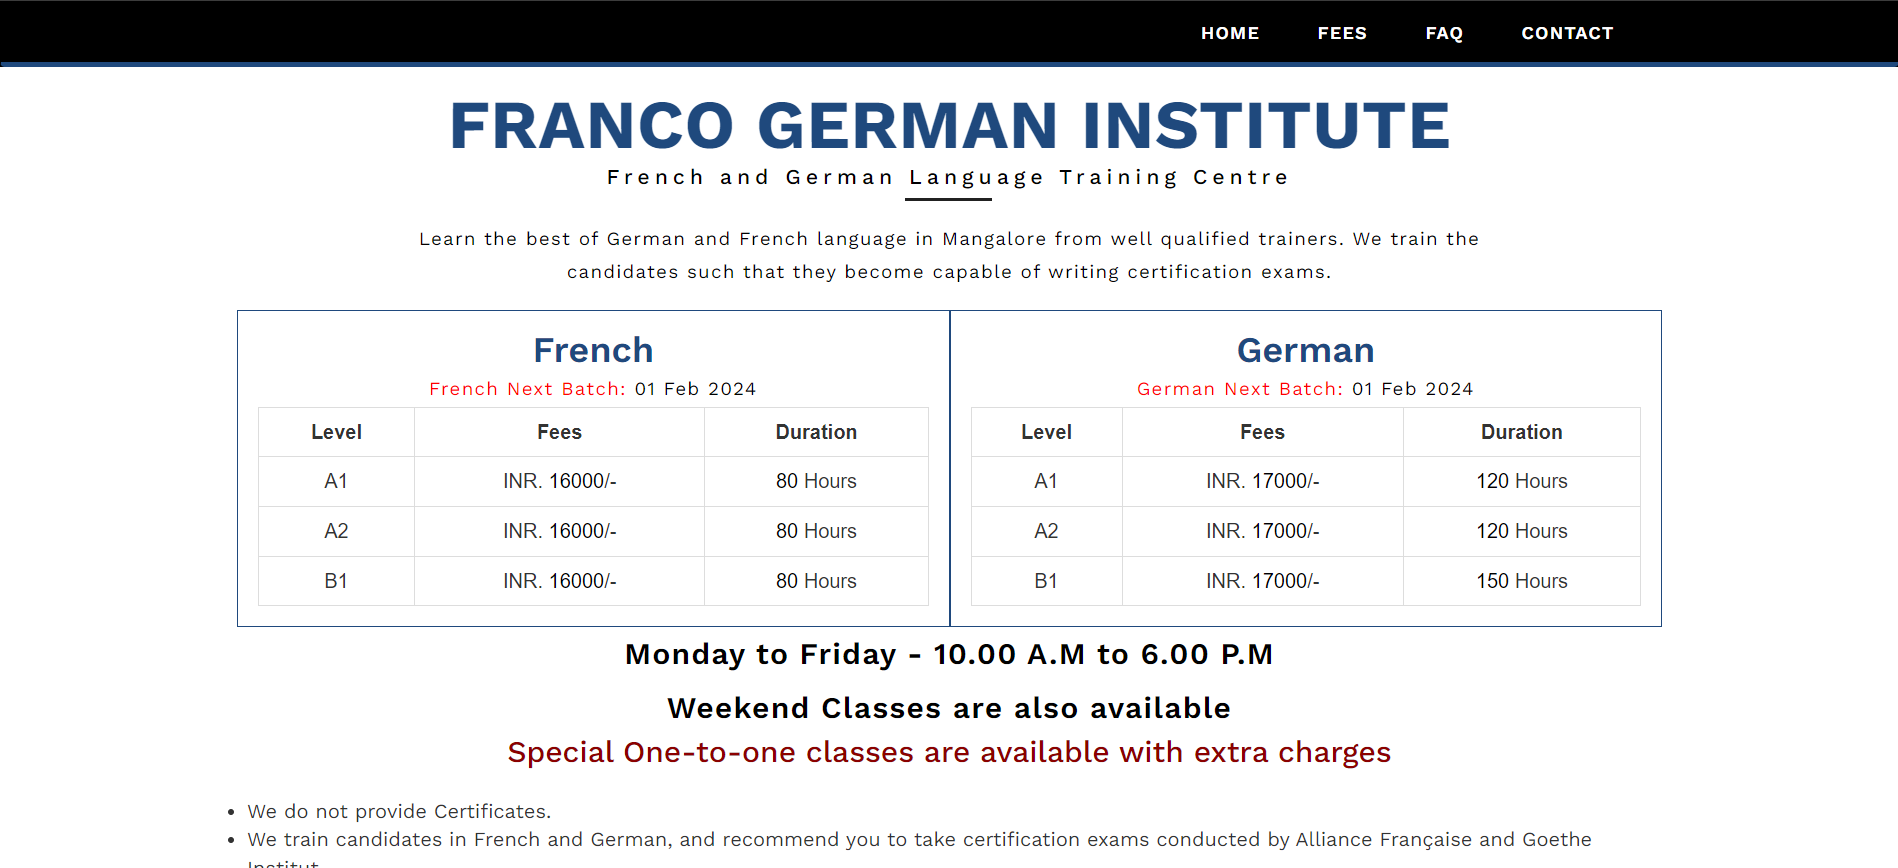 HOME FEES FAQ CONTACT
FRANCO GERMAN INSTITUTE
French and German Language Training Centre
Learn the best of German and French language in Mangalore from well qualified trainers. We train the
candidates such that they become capable of writing certification exams.
French
French Next Batch: 01 Feb 2024
Level Fees Duration
A1 INR. 16000/- 80 Hours
A2 INR. 16000/- 80 Hours
B1 INR. 16000/- 80 Hours
German
German Next Batch: 01 Feb 2024
Level Fees Duration
A1 INR. 17000/- 120 Hours
A2 INR. 17000/- 120 Hours
B1 INR. 17000/- 150 Hours
Monday to Friday - 10.00 A.M to 6.00 P.M
Weekend Classes are also available
Special One-to-one classes are available with extra charges
• We do not provide Certificates.
• We train candidates in French and German, and recommend you to take certification exams conducted by Alliance Française and Goethe
Institut